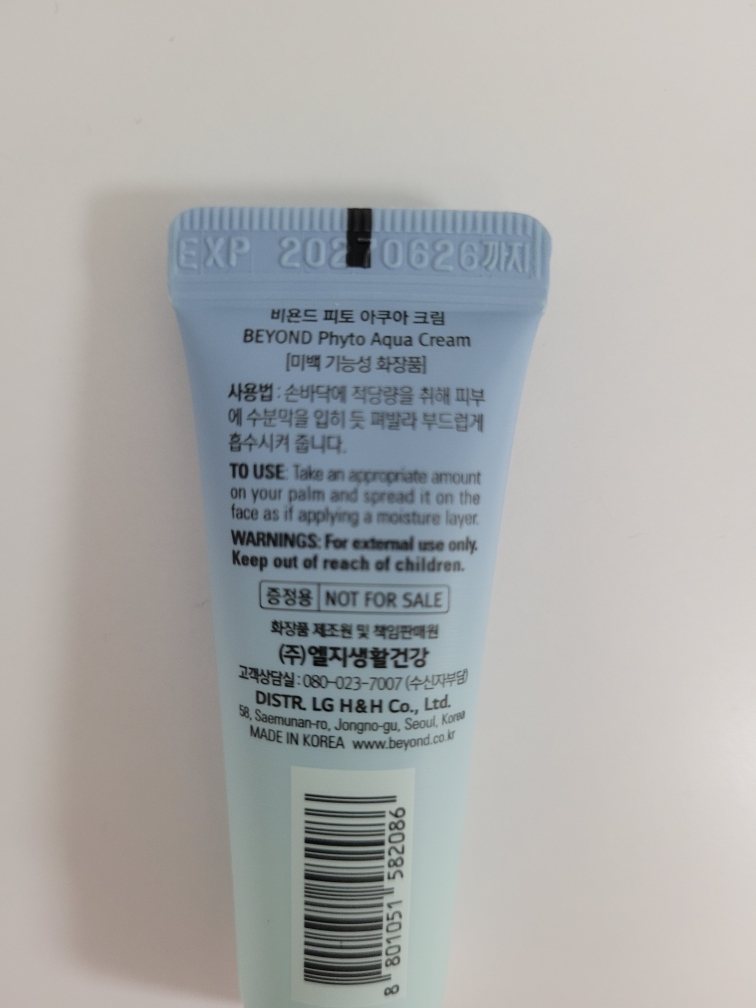 EXP 20270626까지
비욘드 피토 아쿠아 크림
BEYOND Phyto Aqua Cream
[미백 기능성 화장품]
사용법 : 손바닥에 적당량을 취해 피부
에 수분막을 입히 듯 펴발라 부드럽게
흡수시켜 줍니다.
TO USE: Take an appropriate amount
on your palm and spread it on the
face as if applying a moisture layer.
WARNINGS: For external use only.
Keep out of reach of children.
증정용 NOT FOR SALE
화장품 제조원 및 책임판매원
(주)엘지생활건강
고객상담실 : 080-023-7007 (수신자부담)
DISTR. LG H&H Co., Ltd.
58, Saemunan-ro, Jongno-gu, Seoul, Korea
MADE IN KOREA www.beyond.co.kr
8 801051 582086